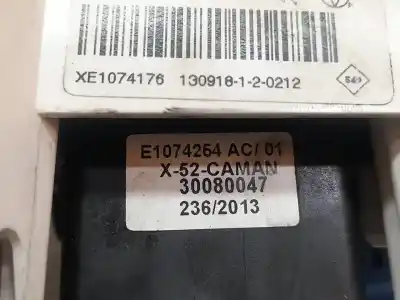 XE1074176 130916-1-2-0212
E1074264 AC/ 01
X-52-CAMAN
30080047
236/2013